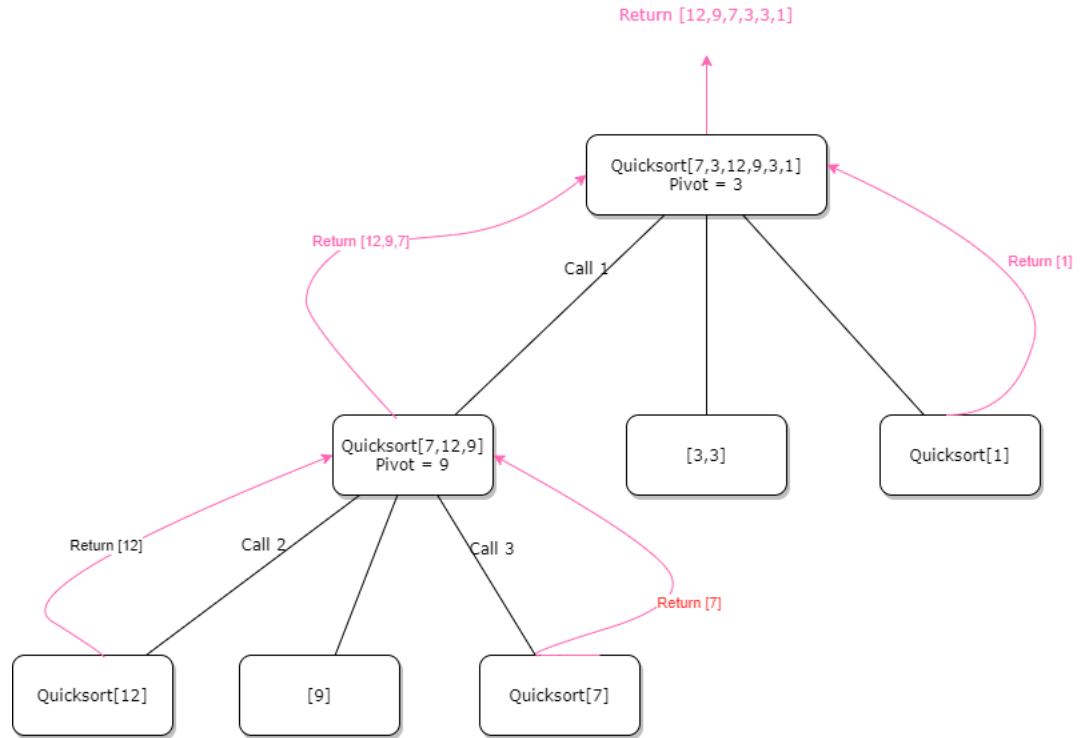 Return [12,9,7,3,3,1]
Quicksort[7,3,12,9,3,1]
Pivot = 3
Return [12,9,7]
Return [1]
Call 1
Quicksort[7,12,9]
Pivot = 9
[3,3]
Quicksort[1]
Return [12]
Call 2
Call 3
Return [7]
Quicksort[12]
[9]
Quicksort[7]